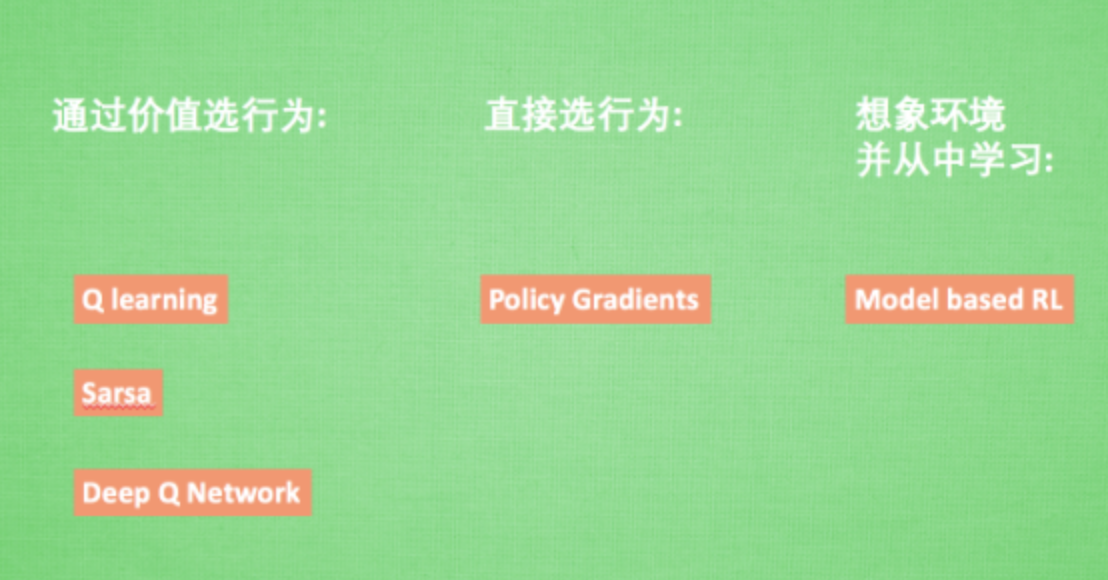 通过价值选行为:
直接选行为:
想象环境
并从中学习:
Q learning
Policy Gradients
Model based RL
Sarsa
Deep Q Network